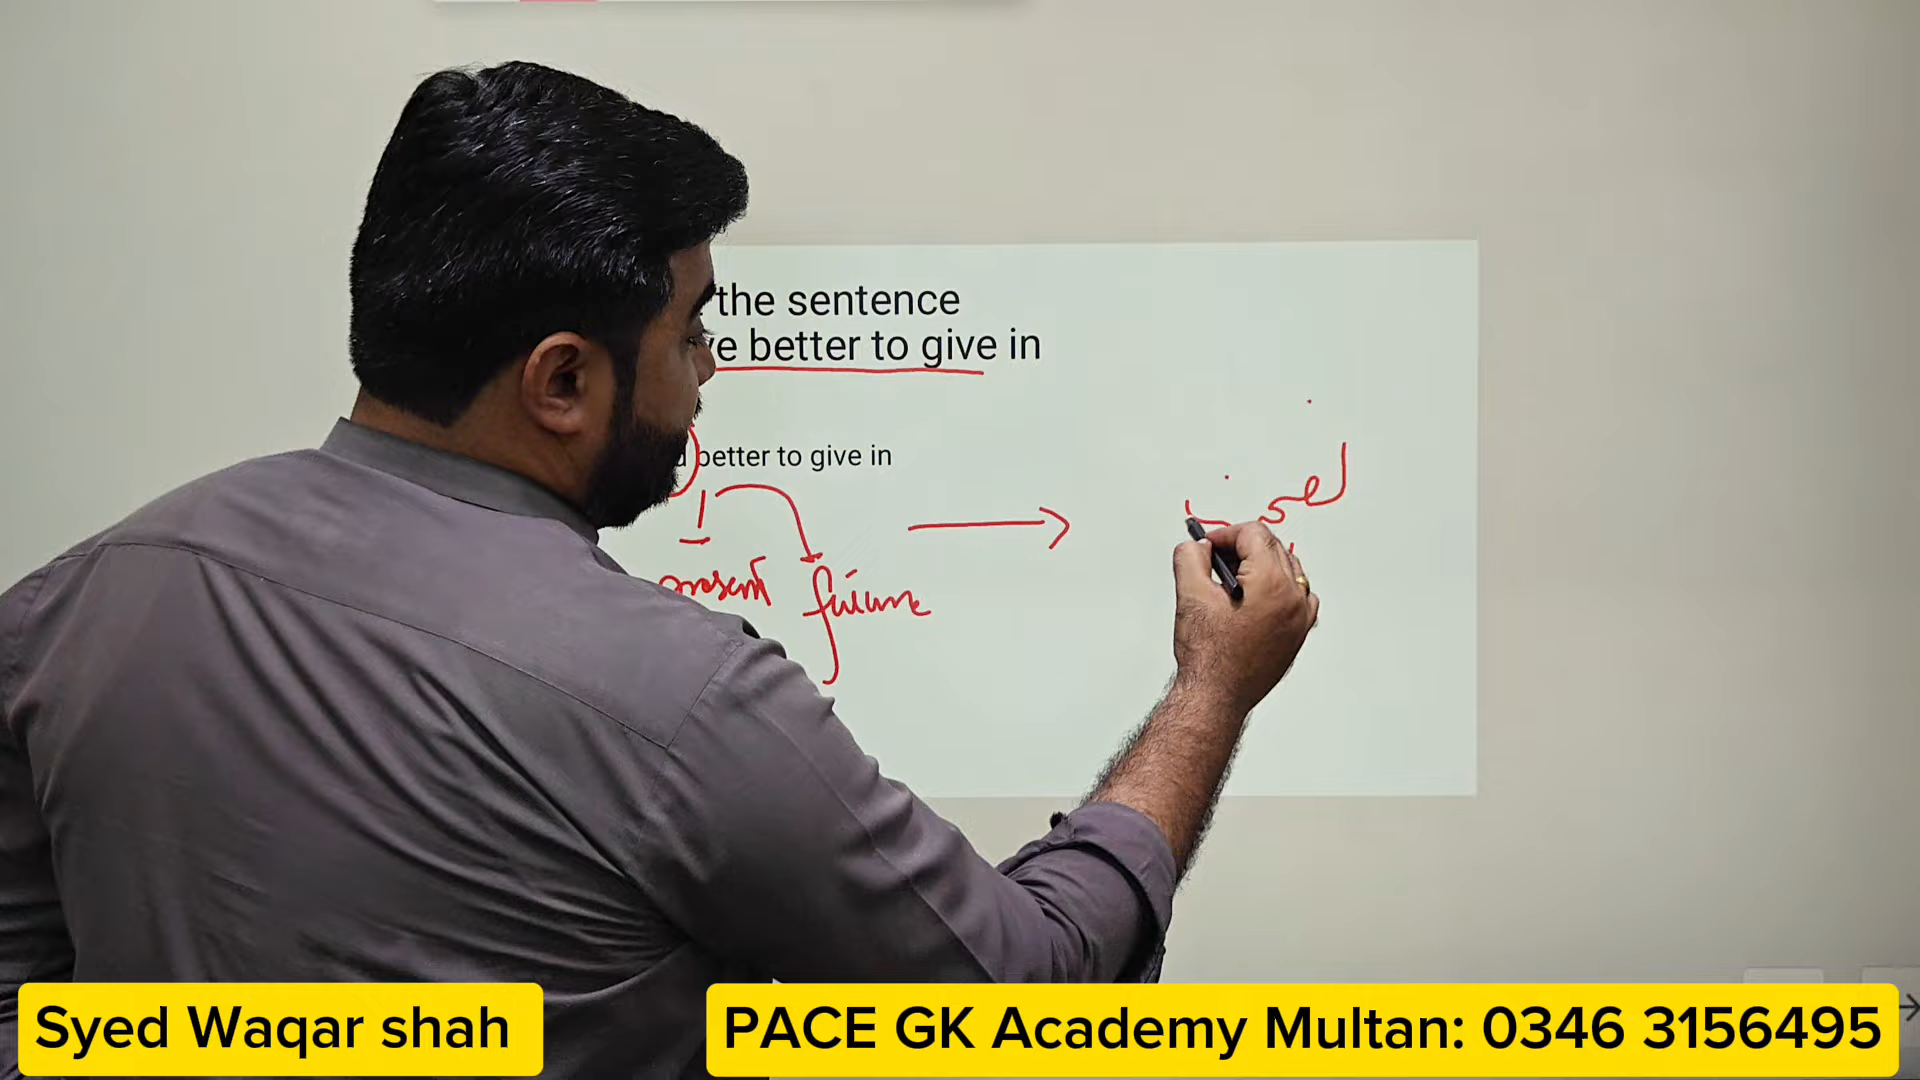 the sentence
ve better to give in
d better to give in
present future
Syed Waqar shah
PACE GK Academy Multan: 0346 3156495